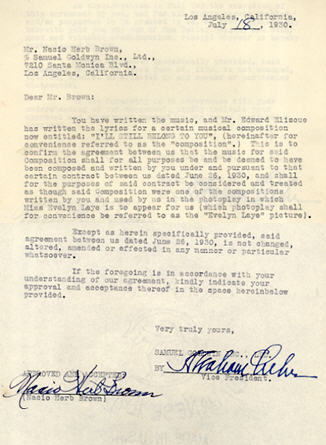 Los Angeles, California,
July 18, 1930.
Mr. Nacio Herb Brown,
% Samuel Goldwyn Inc., Ltd.,
7210 Santa Monica Blvd.,
Los Angeles, California.
Dear Mr. Brown:
You have written the music, and Mr. Edward Eliscue
has written the lyrics for a certain musical composition
now entitled: "I'LL STILL BELONG TO YOU", (hereinafter for
convenience referred to as the "composition".) This is to
confirm the agreement between us that the music for said
Composition shall for all purposes be and be deemed to have
been composed and written by you under and pursuant to that
certain contract between us dated June 26, 1930, and shall
for the purposes of said contract be considered and treated
as though said Composition were one of the compositions
written by you and used by us in the photoplay in which
Miss Evelyn Laye is to appear for us (which photoplay shall
for convenience be referred to as the "Evelyn Laye" picture).
Except as herein specifically provided, said
agreement between us dated June 26, 1930, is not changed,
altered, amended or effected in any manner or particular
whatsoever.
If the foregoing is in accordance with your
understanding of our agreement, kindly indicate your
approval and acceptance thereof in the space hereinbelow
provided.
Very truly yours,
SAMUEL
BY Abraham
Vice President.
APPROVED AND ACCEPTED
Nacio Herb Brown
(Nacio Herb Brown)